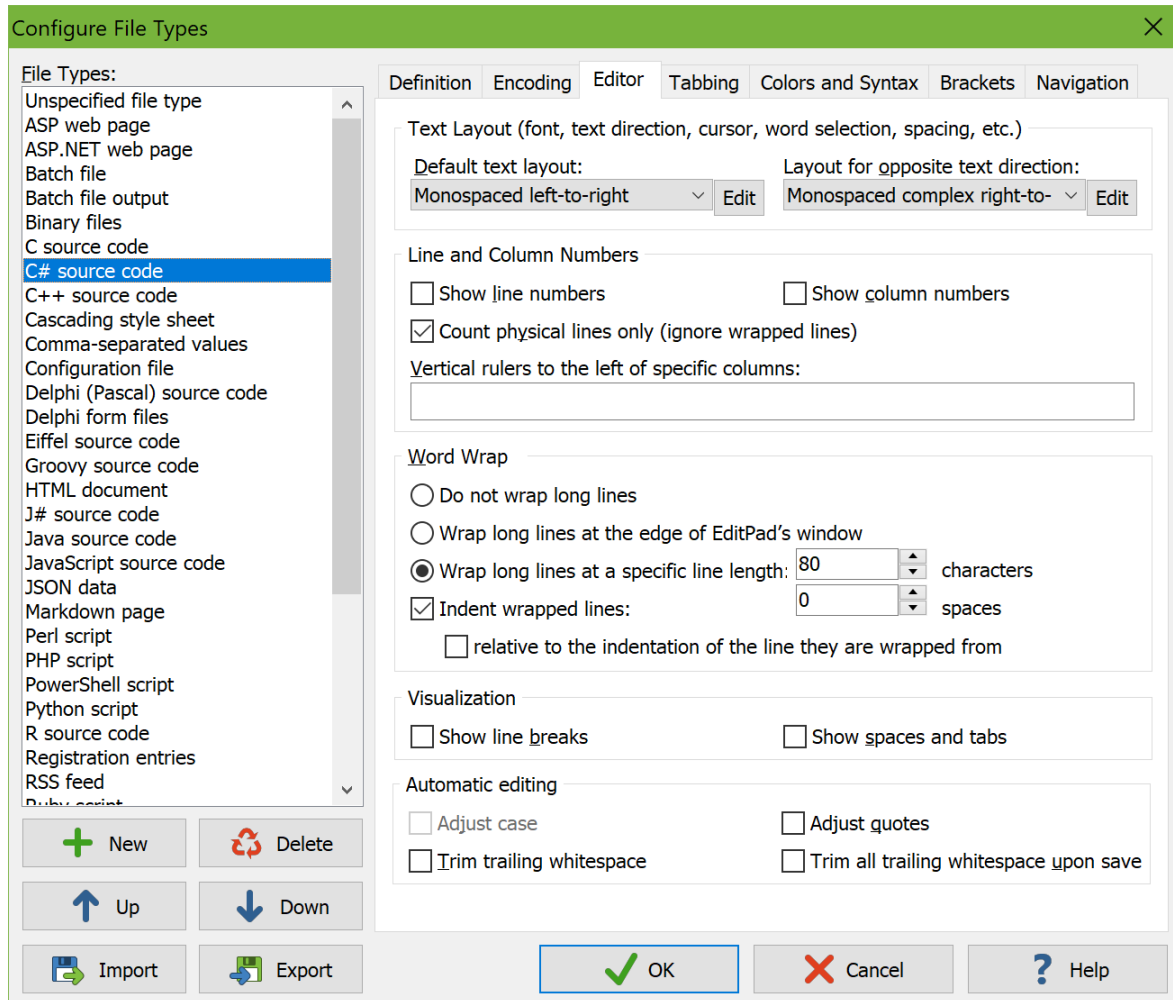 Configure File Types
File Types:
Unspecified file type
ASP web page
ASP.NET web page
Batch file
Batch file output
Binary files
C source code
C# source code
C++ source code
Cascading style sheet
Comma-separated values
Configuration file
Delphi (Pascal) source code
Delphi form files
Eiffel source code
Groovy source code
HTML document
J# source code
Java source code
JavaScript source code
JSON data
Markdown page
Perl script
PHP script
PowerShell script
Python script
R source code
Registration entries
RSS feed
Ruby script
New Delete
Up Down
Import Export
Definition Encoding Editor Tabbing Colors and Syntax Brackets Navigation
Text Layout (font, text direction, cursor, word selection, spacing, etc.)
Default text layout: Layout for opposite text direction:
Monospaced left-to-right Edit Monospaced complex right-to- Edit
Line and Column Numbers
Show line numbers Show column numbers
Count physical lines only (ignore wrapped lines)
Vertical rulers to the left of specific columns:
Word Wrap
Do not wrap long lines
Wrap long lines at the edge of EditPad's window
Wrap long lines at a specific line length: 80 characters
Indent wrapped lines: 0 spaces
relative to the indentation of the line they are wrapped from
Visualization
Show line breaks Show spaces and tabs
Automatic editing
Adjust case Adjust quotes
Trim trailing whitespace Trim all trailing whitespace upon save
OK Cancel Help